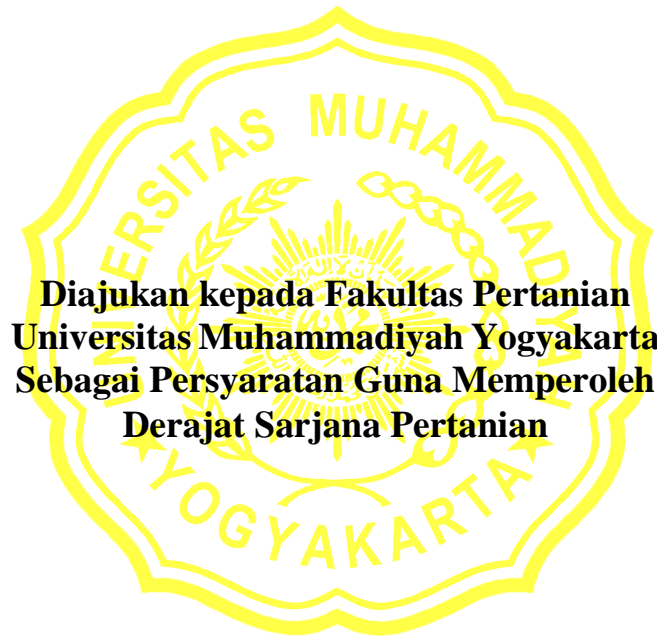 UNIVERSITAS MUHAMMADIYAH
Diajukan kepada Fakultas Pertanian
Universitas Muhammadiyah Yogyakarta
Sebagai Persyaratan Guna Memperoleh
Derajat Sarjana Pertanian
YOGYAKARTA